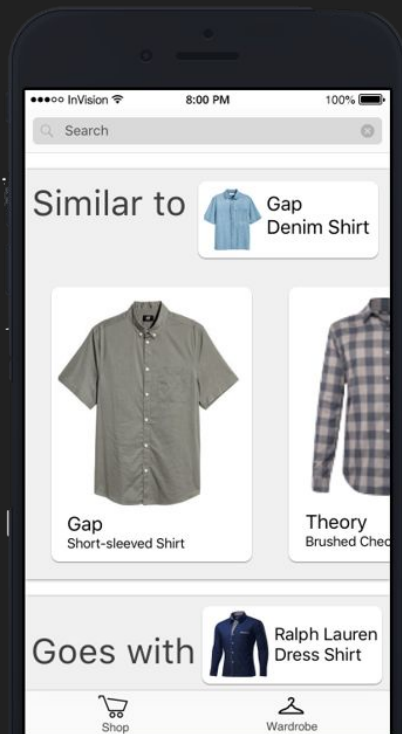 InVision 8:00 PM 100%
Search
Similar to
Gap
Denim Shirt
Gap
Short-sleeved Shirt
Theory
Brushed Chec
Goes with
Ralph Lauren
Dress Shirt
Shop
Wardrobe